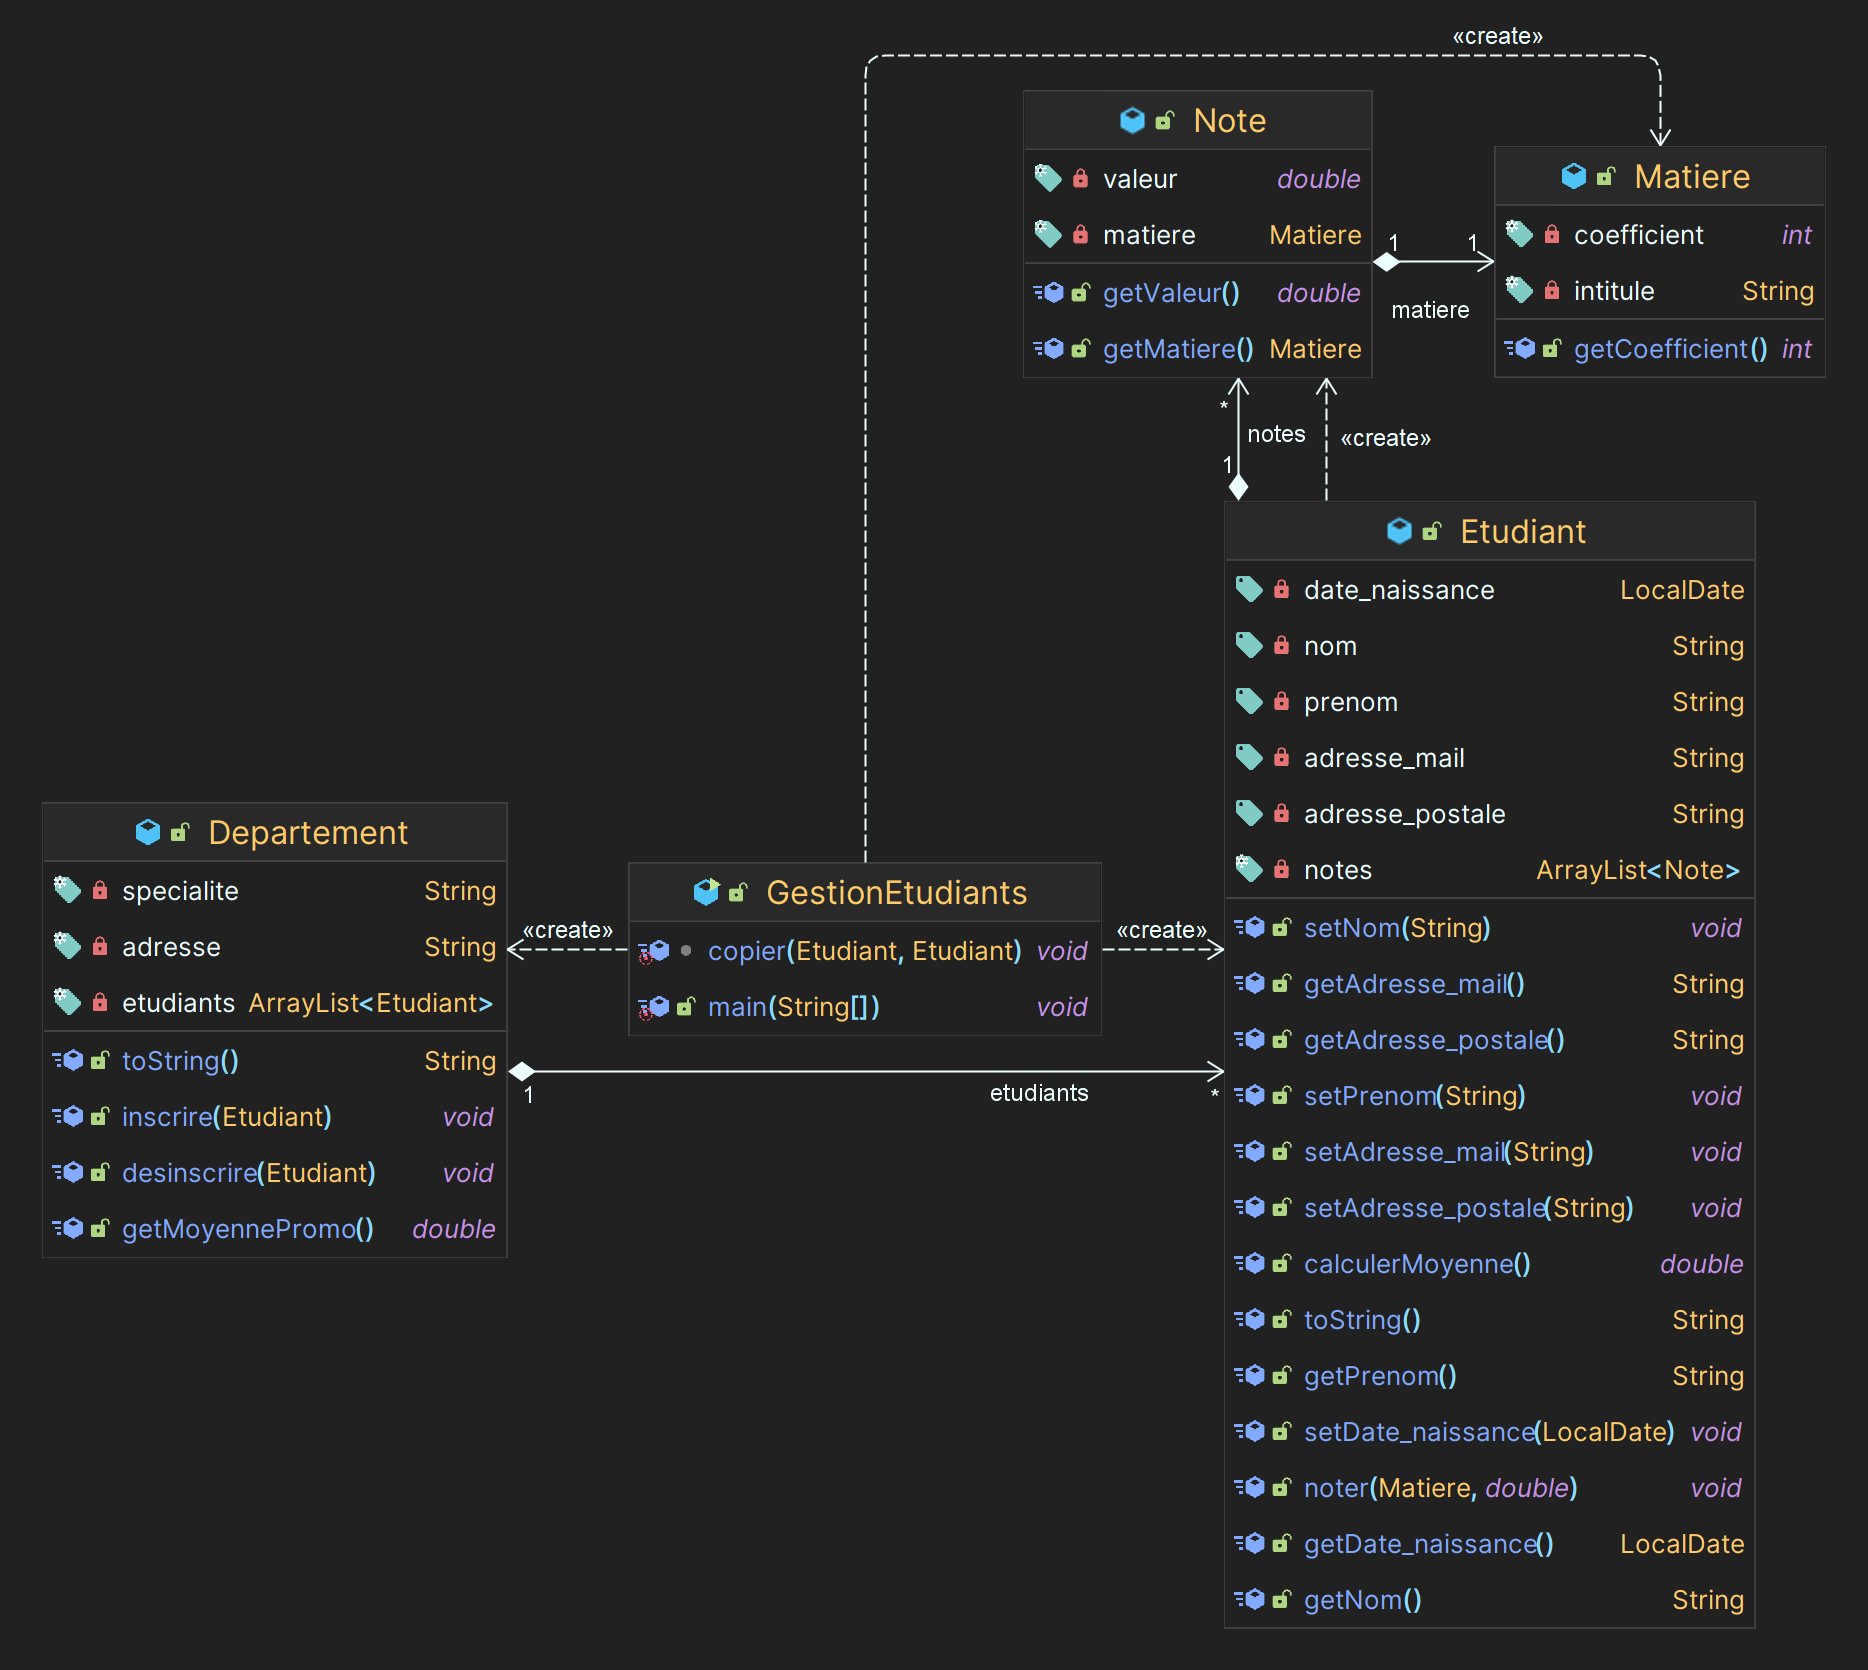 «create»
Note
valeur double
matiere Matiere
getValeur() double
getMatiere() Matiere
1 1
matiere
Matiere
coefficient int
intitule String
getCoefficient() int
*
notes
1
«create»
Etudiant
date_naissance LocalDate
nom String
prenom String
adresse_mail String
adresse_postale String
notes ArrayList<Note>
setNom(String) void
getAdresse_mail() String
getAdresse_postale() String
setPrenom(String) void
setAdresse_mail(String) void
setAdresse_postale(String) void
calculerMoyenne() double
toString() String
getPrenom() String
setDate_naissance(LocalDate) void
noter(Matiere, double) void
getDate_naissance() LocalDate
getNom() String
Departement
specialite String
adresse String
etudiants ArrayList<Etudiant>
toString() String
inscrire(Etudiant) void
desinscrire(Etudiant) void
getMoyennePromo() double
«create»
GestionEtudiants
copier(Etudiant, Etudiant) void
main(String[]) void
«create»
1
etudiants
*